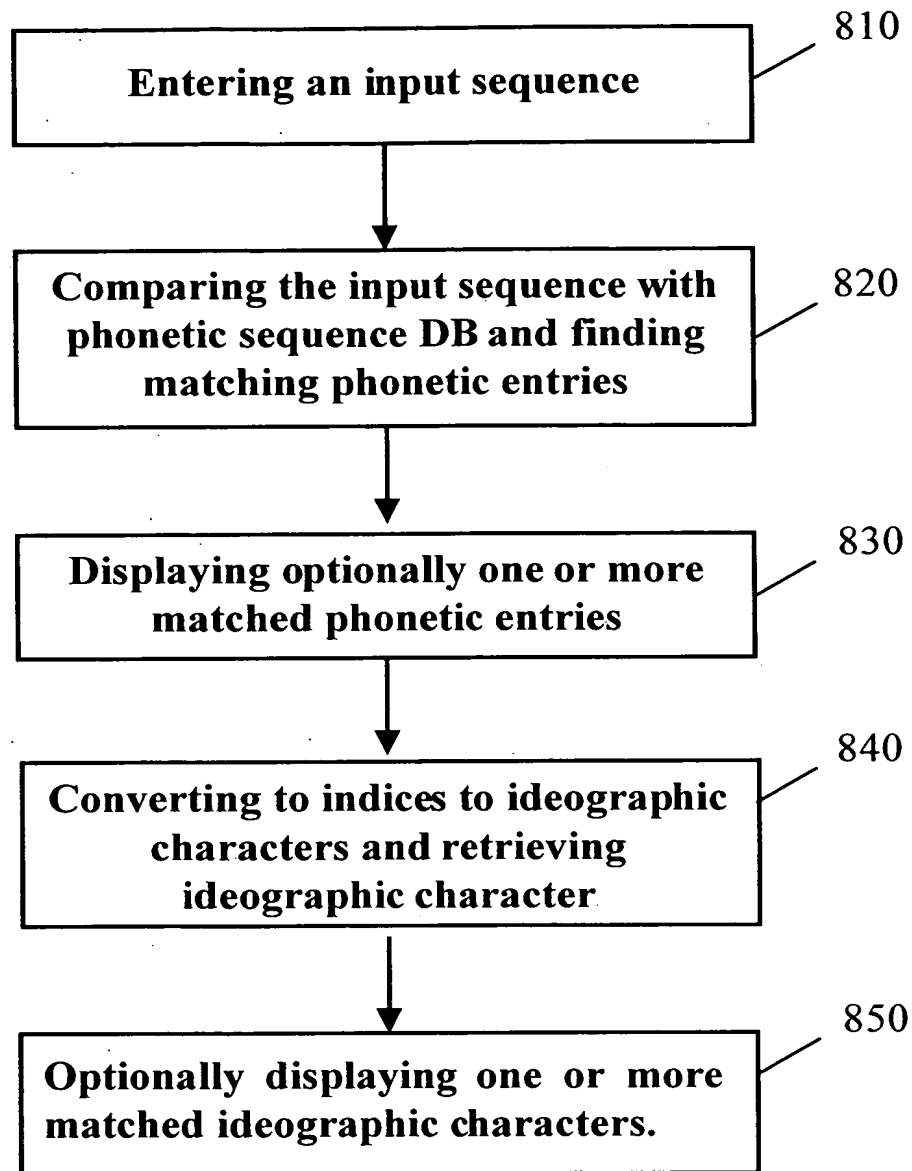 810
Entering an input sequence
820
Comparing the input sequence with
phonetic sequence DB and finding
matching phonetic entries
830
Displaying optionally one or more
matched phonetic entries
840
Converting to indices to ideographic
characters and retrieving
ideographic character
850
Optionally displaying one or more
matched ideographic characters.